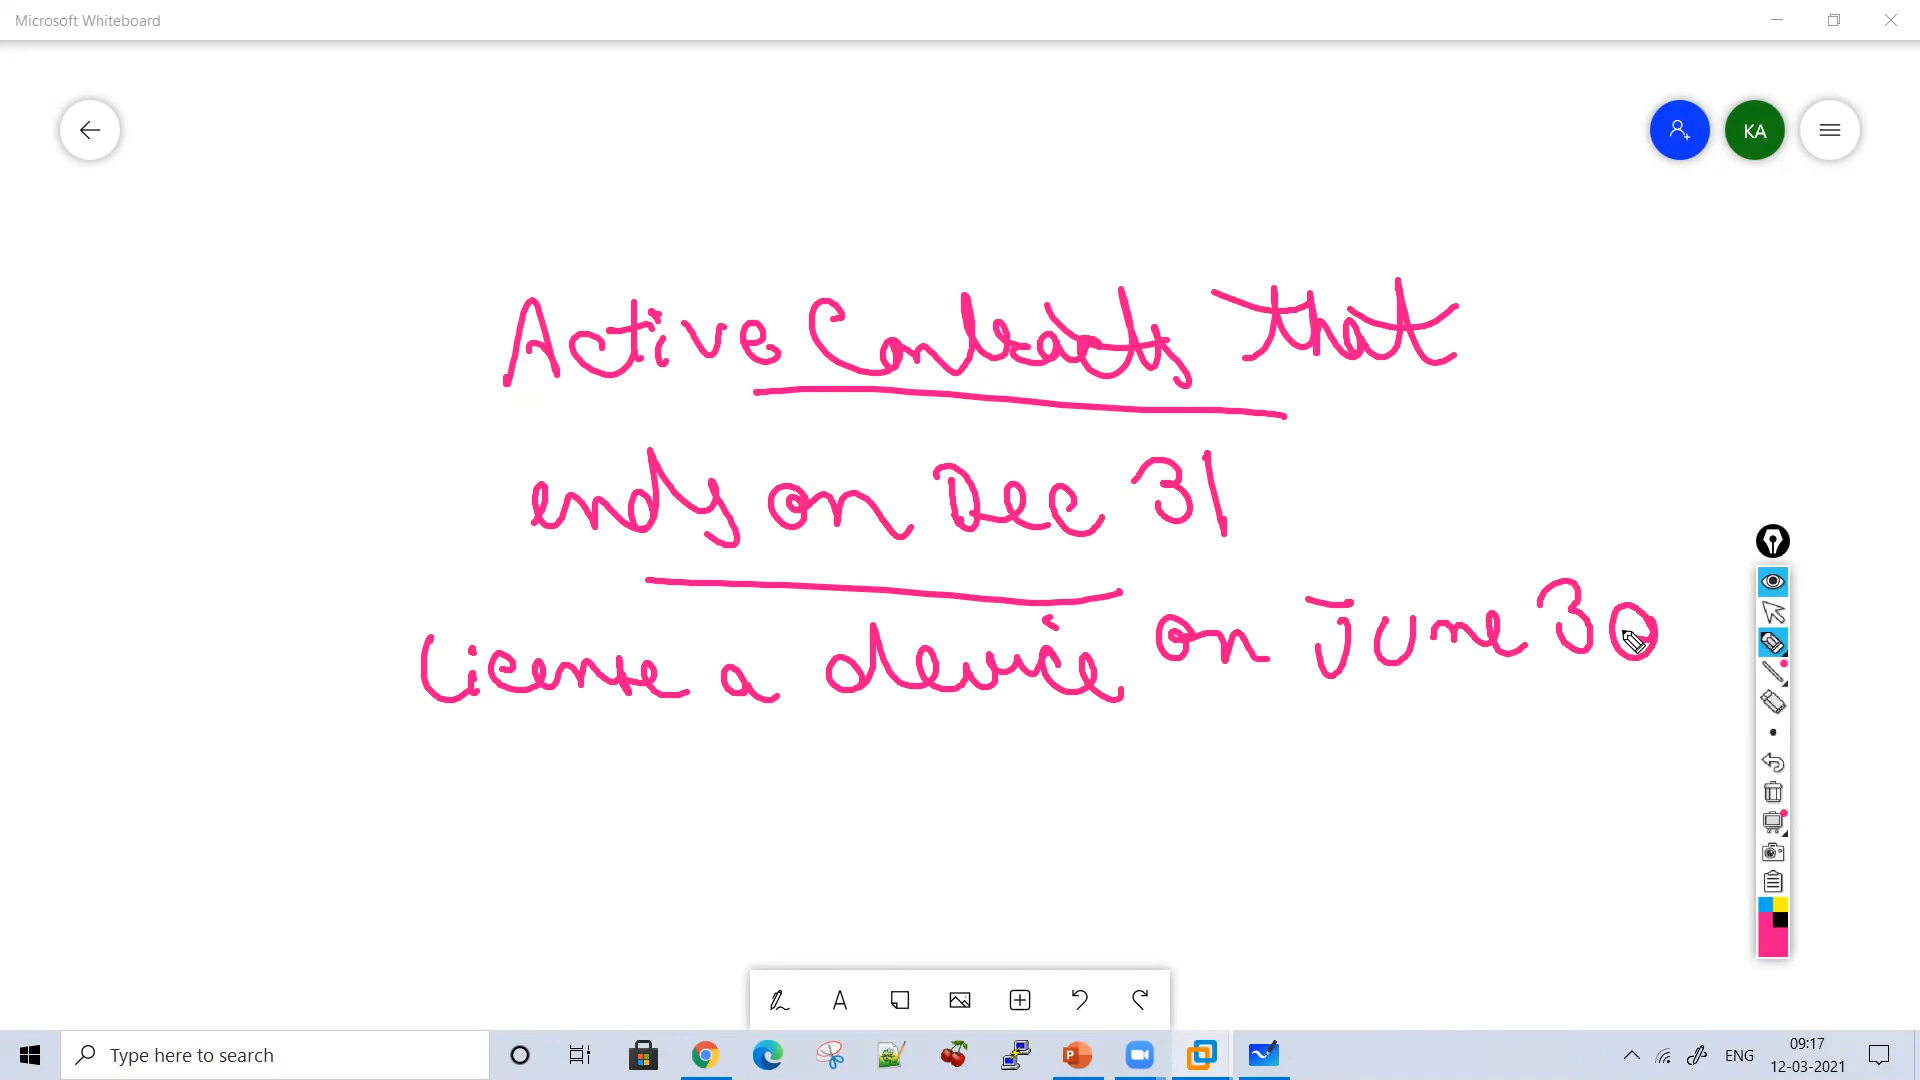 Microsoft Whiteboard
KA
Active Contracts that
ends on Dec 31
License a device on June 30
Type here to search
ENG
09:17
12-03-2021